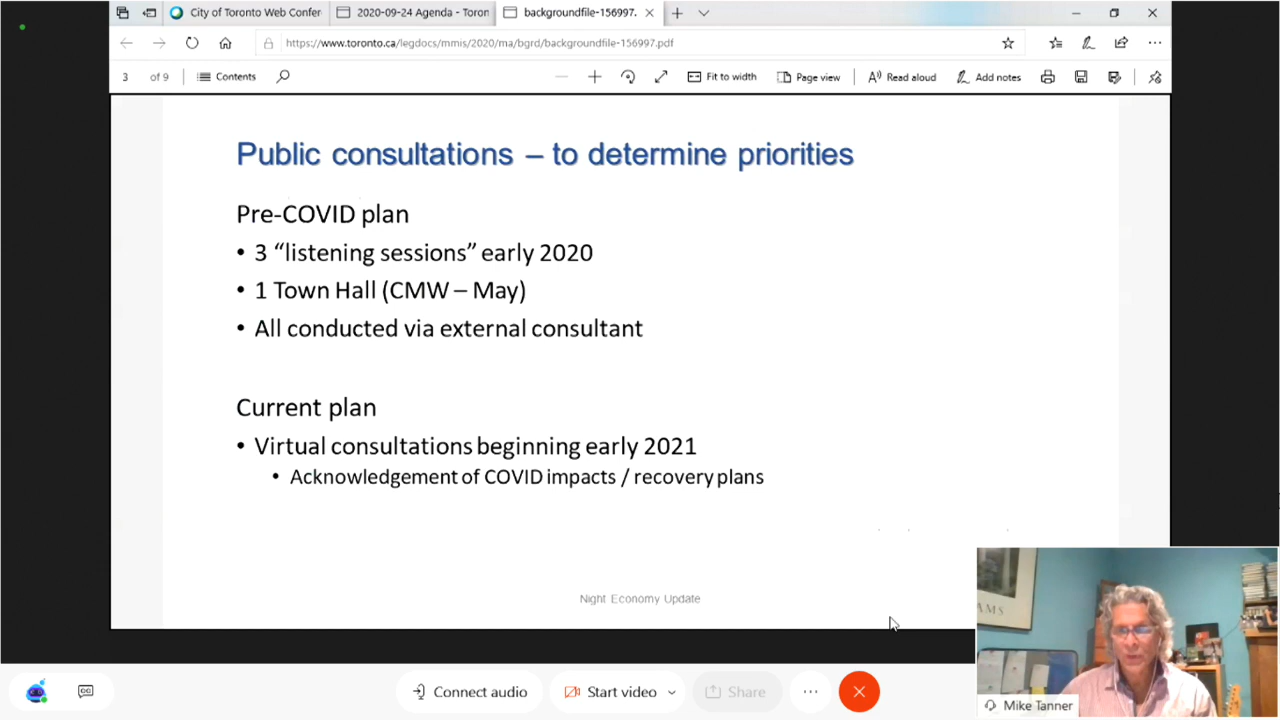 City of Toronto Web Confer
2020-09-24 Agenda - Toron
backgroundfile-156997.
https://www.toronto.ca/legdocs/mmis/2020/ma/bgrd/backgroundfile-156997.pdf
3 of 9
Contents
Fit to width
Page view
Read aloud
Add notes
Public consultations – to determine priorities
Pre-COVID plan
• 3 “listening sessions” early 2020
• 1 Town Hall (CMW – May)
• All conducted via external consultant
Current plan
• Virtual consultations beginning early 2021
• Acknowledgement of COVID impacts / recovery plans
Night Economy Update
AMS
Mike Tanner
CC
Connect audio
Start video
Share